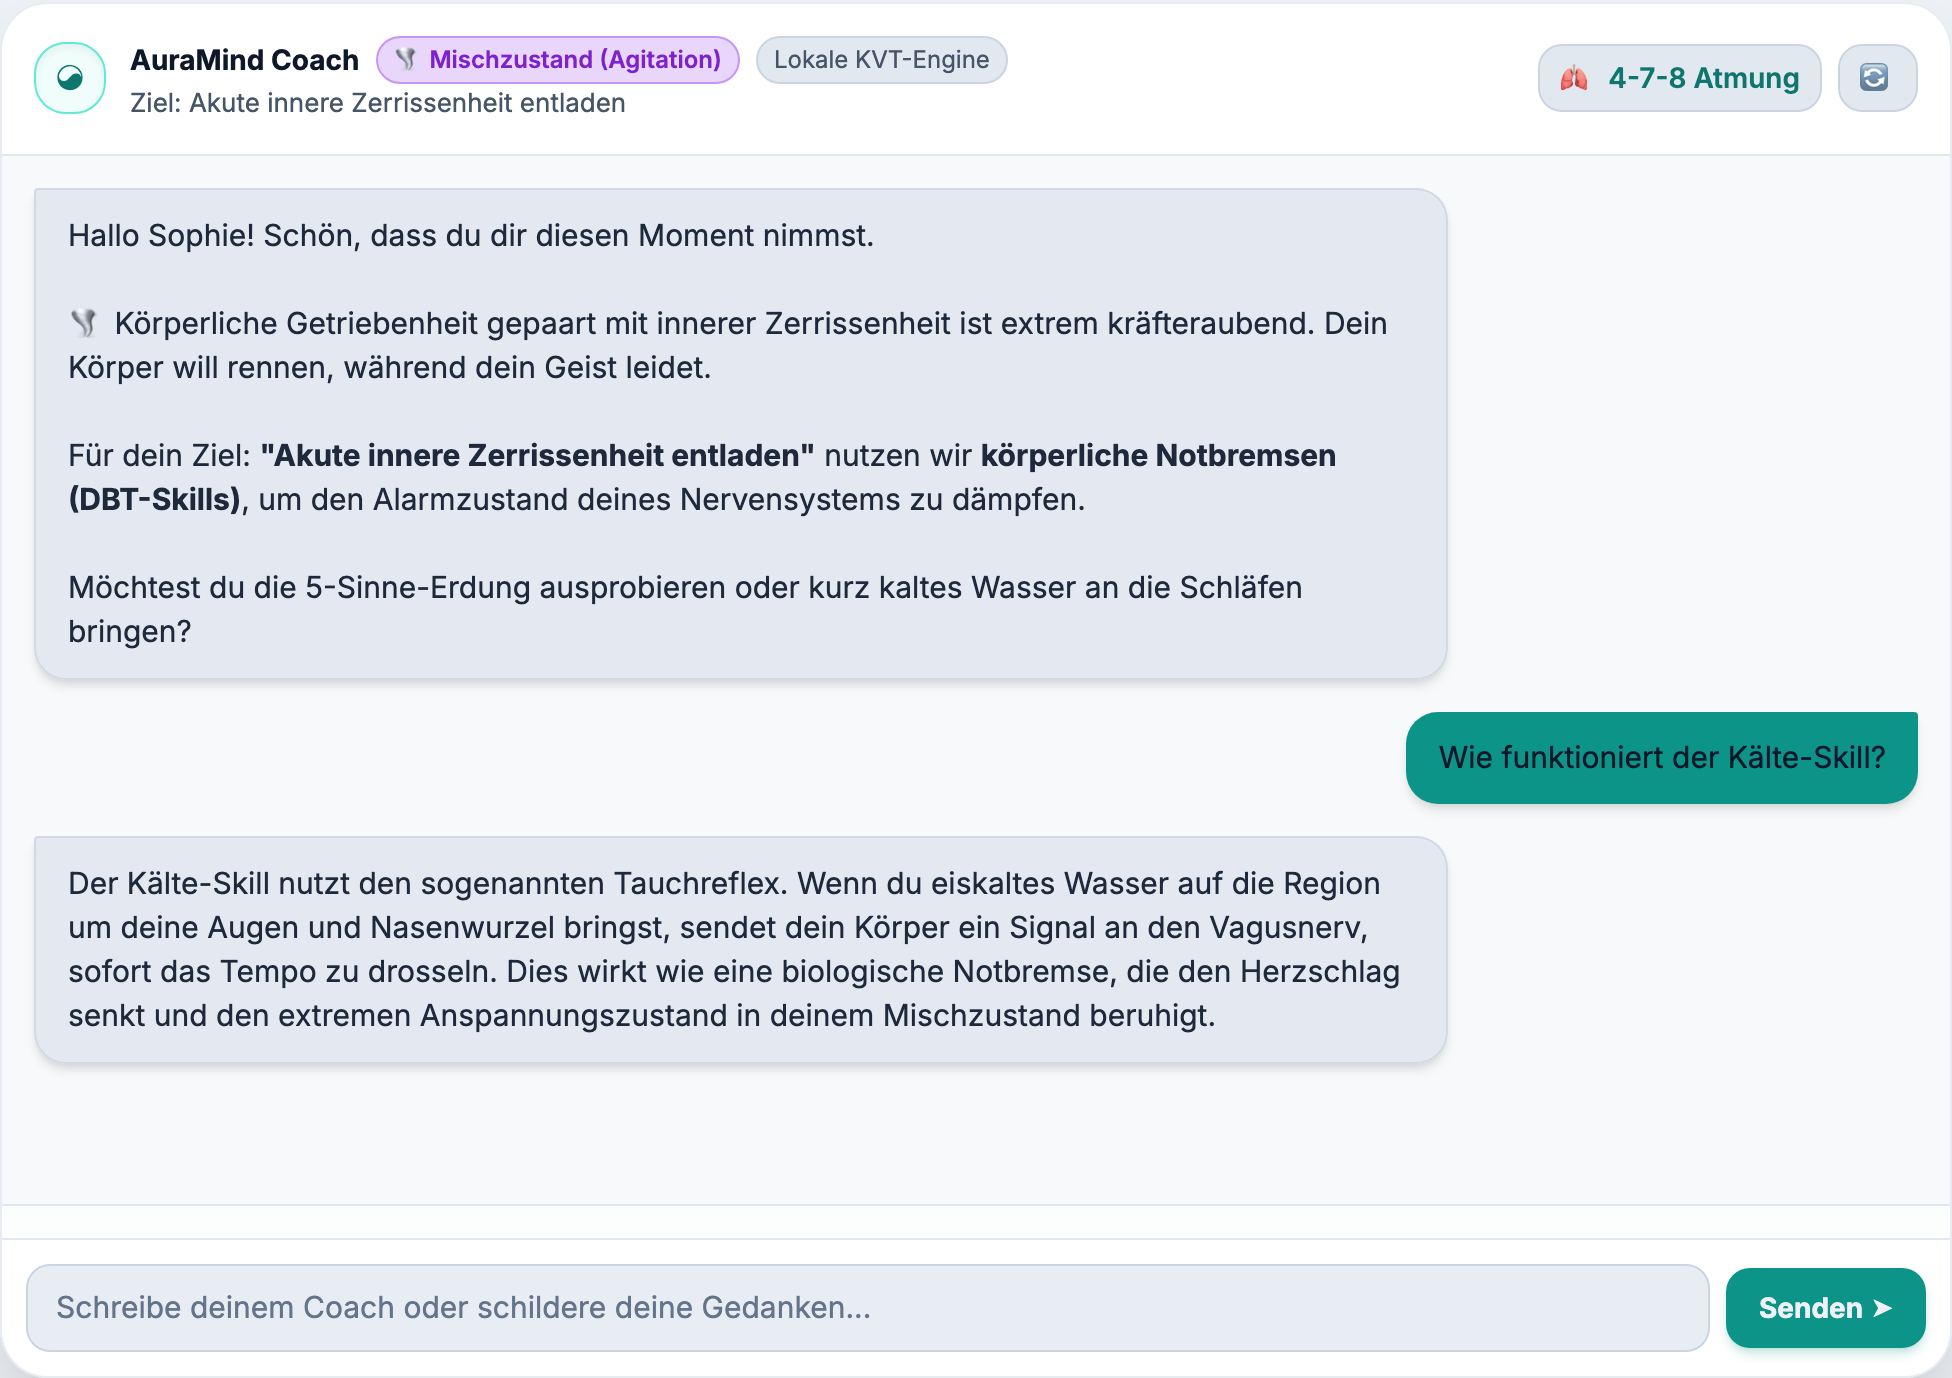 AuraMind Coach
🌪️ Mischzustand (Agitation)
Lokale KVT-Engine
Ziel: Akute innere Zerrissenheit entladen
🫁 4-7-8 Atmung
🔄
Hallo Sophie! Schön, dass du dir diesen Moment nimmst.
🌪️ Körperliche Getriebenheit gepaart mit innerer Zerrissenheit ist extrem kräfteraubend. Dein
Körper will rennen, während dein Geist leidet.
Für dein Ziel: "Akute innere Zerrissenheit entladen" nutzen wir körperliche Notbremsen
(DBT-Skills), um den Alarmzustand deines Nervensystems zu dämpfen.
Möchtest du die 5-Sinne-Erdung ausprobieren oder kurz kaltes Wasser an die Schläfen
bringen?
Wie funktioniert der Kälte-Skill?
Der Kälte-Skill nutzt den sogenannten Tauchreflex. Wenn du eiskaltes Wasser auf die Region
um deine Augen und Nasenwurzel bringst, sendet dein Körper ein Signal an den Vagusnerv,
sofort das Tempo zu drosseln. Dies wirkt wie eine biologische Notbremse, die den Herzschlag
senkt und den extremen Anspannungszustand in deinem Mischzustand beruhigt.
Schreibe deinem Coach oder schildere deine Gedanken...
Senden ➤